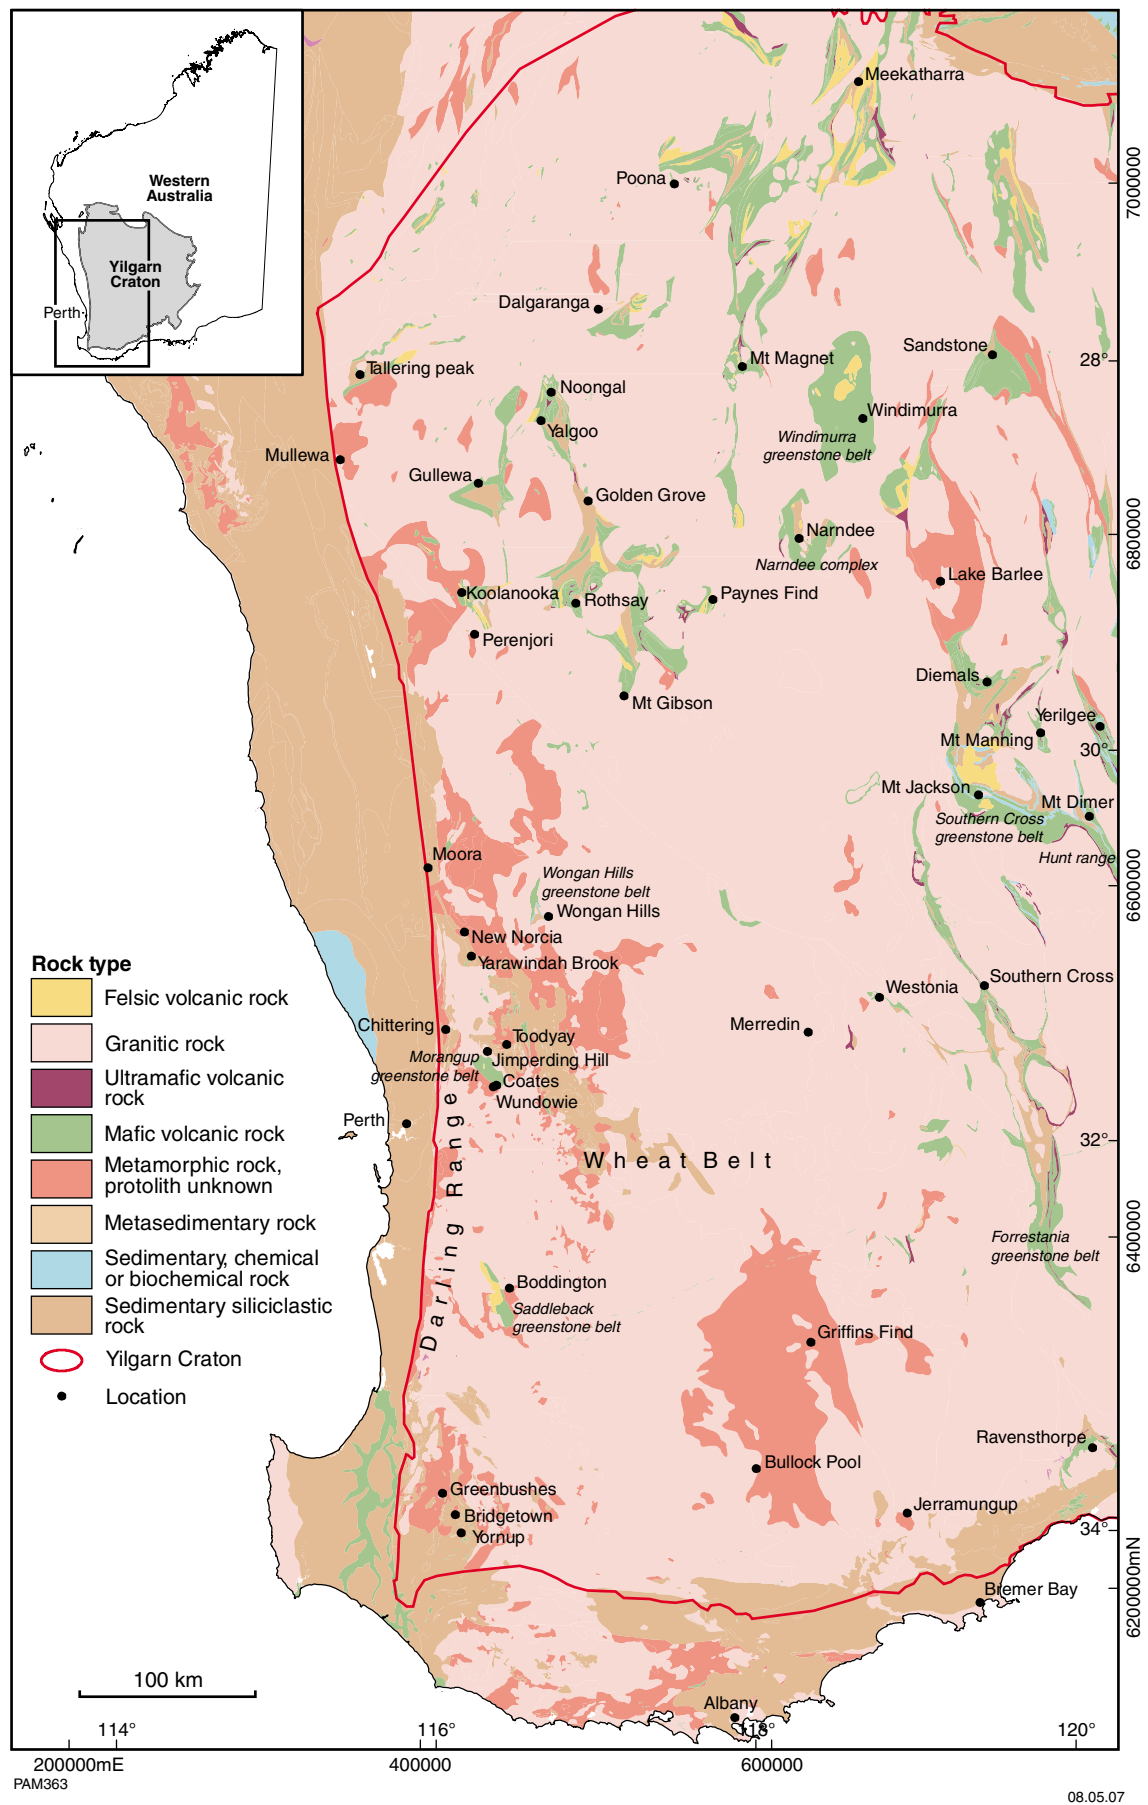 Western
Australia
Yilgarn
Craton
Perth
Meekatharra
Poona
7000000
Dalgaranga
Sandstone
Mt Magnet
28°
Tallering peak
Noongal
Windimurra
Yalgoo
Windimurra
greenstone belt
Mullewa
Gullewa
Golden Grove
Narndee
6800000
Narndee complex
Lake Barlee
Koolanooka
Rothsay
Paynes Find
Perenjori
Diemals
Mt Gibson
Yerilgee
Mt Manning
30°
Mt Jackson
Mt Dimer
Southern Cross
greenstone belt
Hunt range
Moora
Wongan Hills
greenstone belt
Wongan Hills
6600000
New Norcia
Yarawindah Brook
Southern Cross
Westonia
Chittering
Merredin
Toodyay
Morangup
greenstone belt
Jimperding Hill
Coates
Wundowie
Perth
32°
Wheat Belt
Darling Range
6400000
Forrestania
greenstone belt
Boddington
Saddleback
greenstone belt
Griffins Find
Ravensthorpe
Bullock Pool
Greenbushes
Jerramungup
Bridgetown
34°
Yornup
Bremer Bay
6200000mN
Albany
Rock type
Felsic volcanic rock
Granitic rock
Ultramafic volcanic
rock
Mafic volcanic rock
Metamorphic rock,
protolith unknown
Metasedimentary rock
Sedimentary, chemical
or biochemical rock
Sedimentary siliciclastic
rock
Yilgarn Craton
Location
100 km
114°
116°
118°
120°
200000mE
400000
600000
PAM363
08.05.07